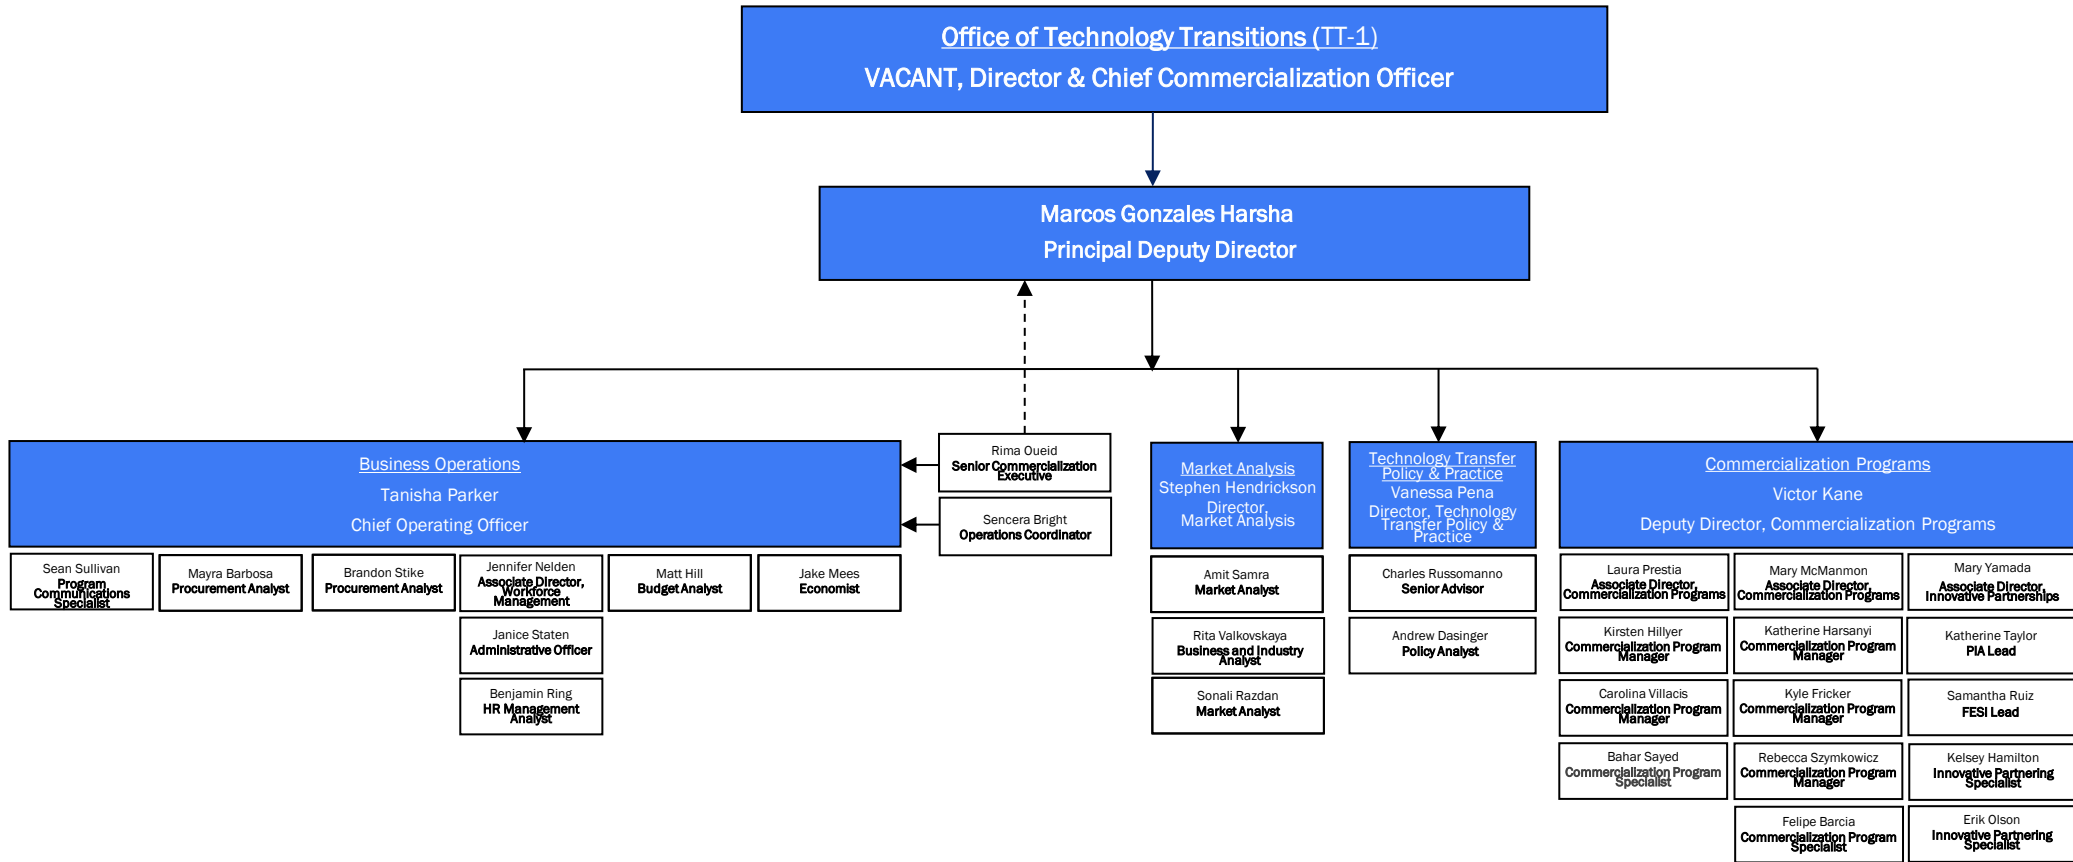 Office of Technology Transitions (TT-1)
VACANT, Director & Chief Commercialization Officer
Marcos Gonzales Harsha
Principal Deputy Director
Business Operations
Tanisha Parker
Chief Operating Officer
Rima Oueid
Senior Commercialization
Executive
Sencera Bright
Operations Coordinator
Market Analysis
Stephen Hendrickson
Director,
Market Analysis
Technology Transfer
Policy & Practice
Vanessa Pena
Director, Technology
Transfer Policy &
Practice
Commercialization Programs
Victor Kane
Deputy Director, Commercialization Programs
Sean Sullivan
Program
Communications
Specialist
Mayra Barbosa
Procurement Analyst
Brandon Stike
Procurement Analyst
Jennifer Nelden
Associate Director,
Workforce
Management
Matt Hill
Budget Analyst
Jake Mees
Economist
Janice Staten
Administrative Officer
Benjamin Ring
HR Management
Analyst
Amit Samra
Market Analyst
Rita Valkovskaya
Business and Industry
Analyst
Sonali Razdan
Market Analyst
Charles Russomanno
Senior Advisor
Andrew Dasinger
Policy Analyst
Laura Prestia
Associate Director,
Commercialization Programs
Kirsten Hillyer
Commercialization Program
Manager
Carolina Villacis
Commercialization Program
Manager
Bahar Sayed
Commercialization Program
Specialist
Mary McManmon
Associate Director,
Commercialization Programs
Katherine Harsanyi
Commercialization Program
Manager
Kyle Fricker
Commercialization Program
Manager
Rebecca Szymkowicz
Commercialization Program
Manager
Felipe Barcia
Commercialization Program
Specialist
Mary Yamada
Associate Director,
Innovative Partnerships
Katherine Taylor
PIA Lead
Samantha Ruiz
FESI Lead
Kelsey Hamilton
Innovative Partnering
Specialist
Erik Olson
Innovative Partnering
Specialist